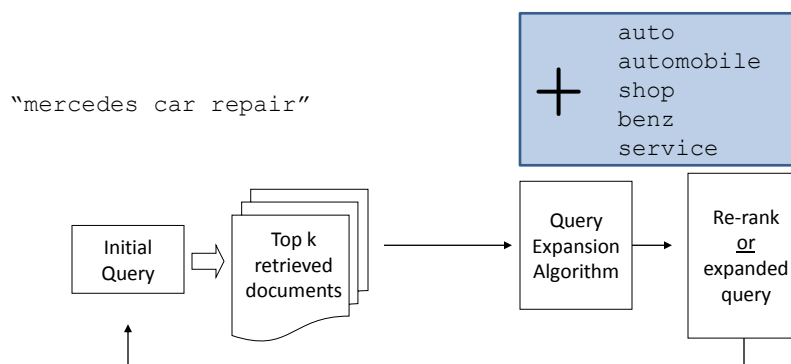 auto
automobile
shop
benz
service
+
“mercedes car repair”
Initial
Query
Top k
retrieved
documents
Query
Expansion
Algorithm
Re-rank
or
expanded
query